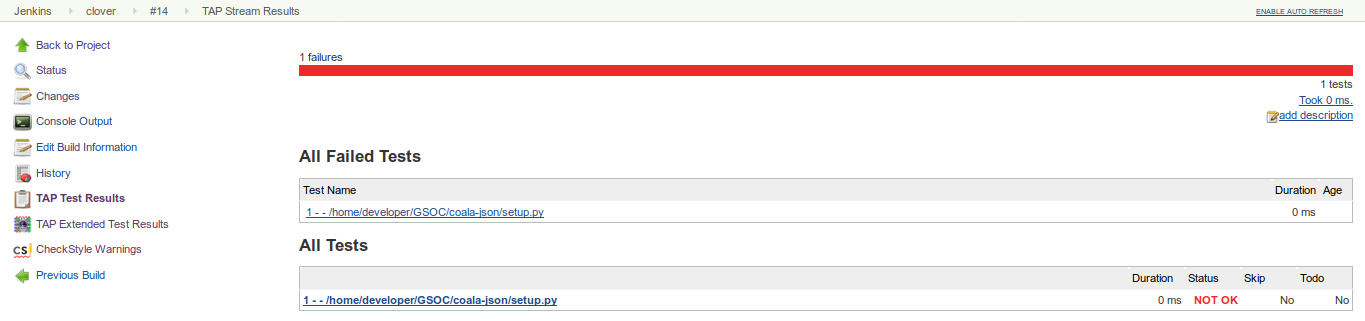 Jenkins clover #14 TAP Stream Results ENABLE AUTO REFRESH
Back to Project
Status
Changes
Console Output
Edit Build Information
History
TAP Test Results
TAP Extended Test Results
CheckStyle Warnings
Previous Build
1 failures
1 tests
Took 0 ms.
add description
All Failed Tests
Test Name Duration Age
1 - - /home/developer/GSOC/coala-json/setup.py 0 ms
All Tests
Duration Status Skip Todo
1 - - /home/developer/GSOC/coala-json/setup.py 0 ms NOT OK No No